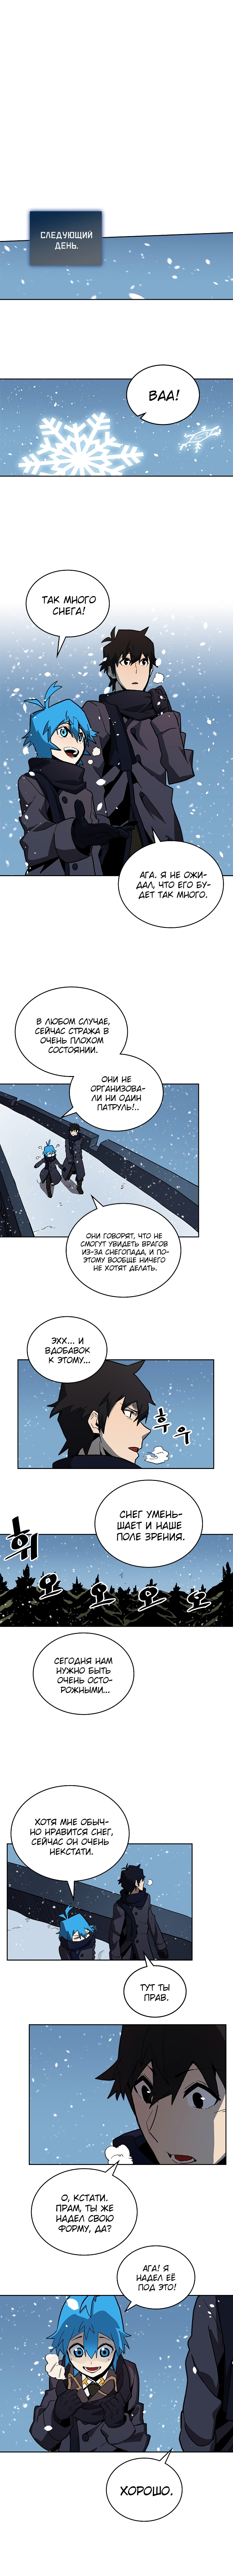 СЛЕДУЮЩИЙ
ДЕНЬ.
ВАА!
ТАК МНОГО
СНЕГА!
АГА. Я НЕ ОЖИ-
ДАЛ, ЧТО ЕГО БУ-
ДЕТ ТАК МНОГО.
В ЛЮБОМ СЛУЧАЕ,
СЕЙЧАС СТРАЖА В
ОЧЕНЬ ПЛОХОМ
СОСТОЯНИИ.
ОНИ НЕ
ОРГАНИЗОВА-
ЛИ НИ ОДИН
ПАТРУЛЬ!..
ОНИ ГОВОРЯТ, ЧТО НЕ
СМОГУТ УВИДЕТЬ ВРАГОВ
ИЗ-ЗА СНЕГОПАДА, И ПО-
ЭТОМУ ВООБЩЕ НИЧЕГО
НЕ ХОТЯТ ДЕЛАТЬ.
ЭХХ... И
ВДОБАВОК
К ЭТОМУ...
후우
СНЕГ УМЕНЬ-
ШАЕТ И НАШЕ
ПОЛЕ ЗРЕНИЯ.
휘오오오오
СЕГОДНЯ НАМ
НУЖНО БЫТЬ
ОЧЕНЬ ОСТО-
РОЖНЫМИ...
ХОТЯ МНЕ ОБЫЧ-
НО НРАВИТСЯ СНЕГ,
СЕЙЧАС ОН ОЧЕНЬ
НЕКСТАТИ.
ТУТ ТЫ
ПРАВ.
О, КСТАТИ.
ПРАМ, ТЫ ЖЕ
НАДЕЛ СВОЮ
ФОРМУ, ДА?
АГА! Я
НАДЕЛ ЕЁ
ПОД ЭТО!
ХОРОШО.